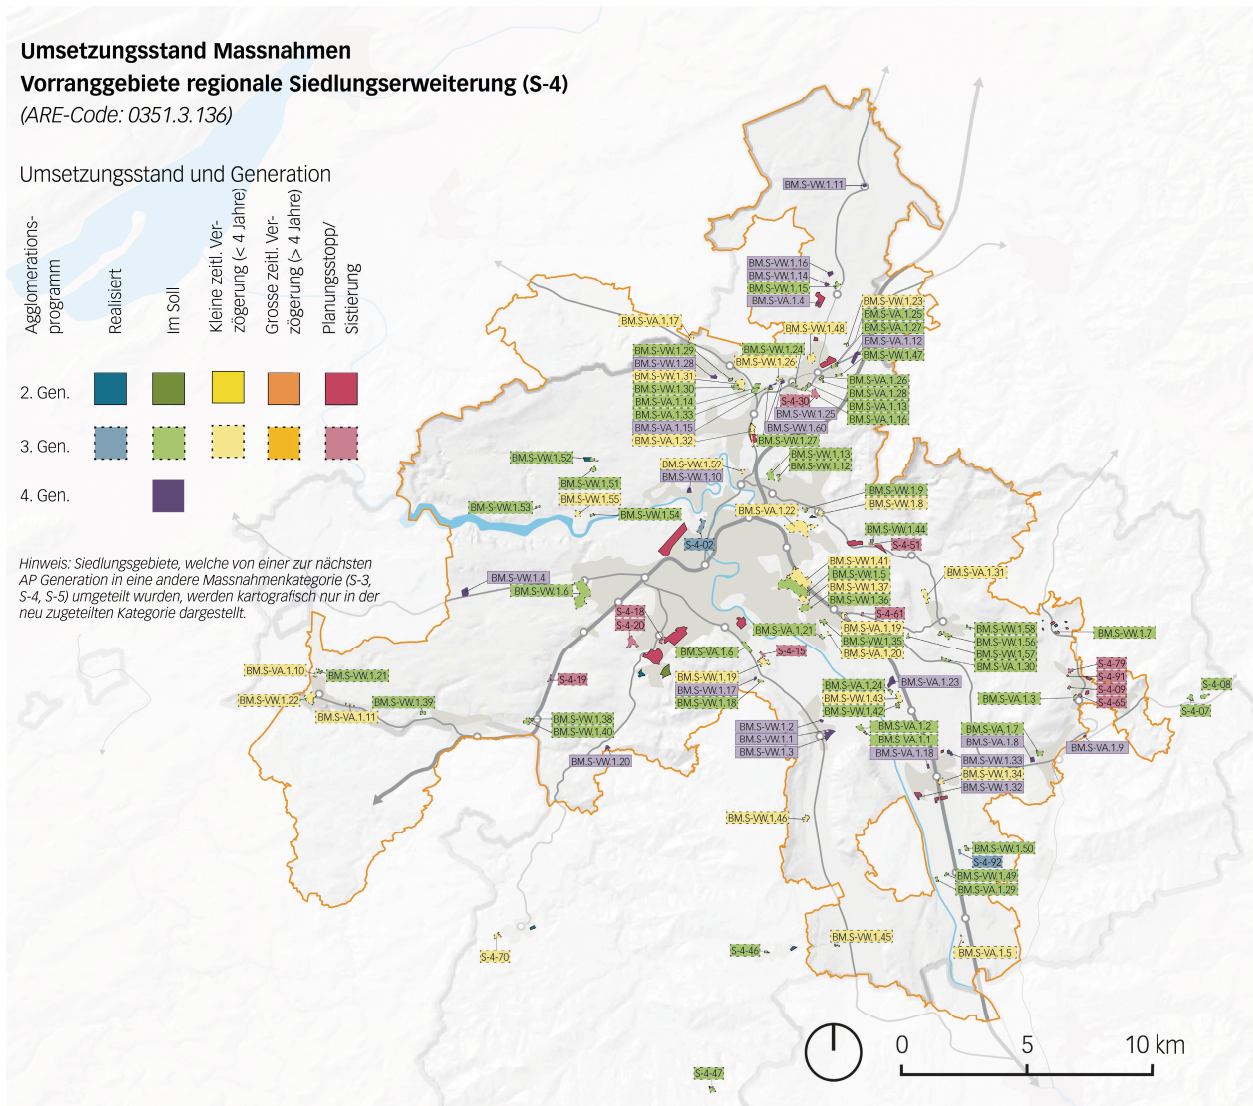 Umsetzungsstand Massnahmen
Vorranggebiete regionale Siedlungserweiterung (S-4)
(ARE-Code: 0351.3.136)
Umsetzungsstand und Generation
Agglomerations-
programm
Realisiert
Im Soll
Kleine zeitl. Ver-
zögerung (< 4 Jahre)
Grosse zeitl. Ver-
zögerung (> 4 Jahre)
Planungsstopp/
Sistierung
2. Gen.
3. Gen.
4. Gen.
Hinweis: Siedlungsgebiete, welche von einer zur nächsten
AP Generation in eine andere Massnahmenkategorie (S-3,
S-4, S-5) umgeteilt wurden, werden kartografisch nur in der
neu zugeteilten Kategorie dargestellt.
BM.S-VW.1.11
BM.S-VW.1.16
BM.S-VW.1.14
BM.S-VW.1.15
BM.S-VA.1.4
BM.S-VA.1.17
BM.S-VW.1.48
BM.S-VW.1.23
BM.S-VA.1.25
BM.S-VA.1.27
BM.S-VA.1.12
BM.S-VW.1.47
BM.S-VW.1.29
BM.S-VW.1.28
BM.S-VW.1.31
BM.S-VW.1.30
BM.S-VA.1.14
BM.S-VA.1.33
BM.S-VA.1.15
BM.S-VA.1.32
BM.S-VW.1.24
BM.S-VW.1.26
S-4-30
BM.S-VW.1.25
BM.S-VW.1.60
BM.S-VW.1.27
BM.S-VA.1.26
BM.S-VA.1.28
BM.S-VA.1.13
BM.S-VA.1.16
BM.S-VW.1.13
BM.S-VW.1.12
BM.S-VW.1.52
BM.S-VW.1.51
BM.S-VW.1.55
BM.S-VW.1.53
BM.S-VW.1.54
BM.S-VW.1.10
BM.S-VW.1.9
BM.S-VW.1.8
BM.S-VA.1.22
S-4-02
BM.S-VW.1.44
S-4-51
BM.S-VA.1.31
BM.S-VW.1.4
BM.S-VW.1.6
BM.S-VW.1.41
BM.S-VW.1.5
BM.S-VW.1.37
BM.S-VW.1.36
S-4-61
S-4-18
S-4-20
BM.S-VA.1.21
BM.S-VA.1.19
BM.S-VW.1.35
BM.S-VA.1.20
BM.S-VW.1.58
BM.S-VW.1.56
BM.S-VW.1.57
BM.S-VA.1.30
BM.S-VW.1.7
BM.S-VA.1.6
S-4-15
S-4-79
S-4-91
S-4-09
S-4-65
BM.S-VA.1.10
BM.S-VW.1.21
BM.S-VW.1.22
BM.S-VA.1.11
BM.S-VW.1.39
S-4-19
BM.S-VW.1.19
BM.S-VW.1.17
BM.S-VW.1.18
BM.S-VA.1.24
BM.S-VW.1.43
BM.S-VW.1.42
BM.S-VW.1.23
BM.S-VA.1.3
S-4-08
S-4-07
BM.S-VW.1.38
BM.S-VW.1.40
BM.S-VW.1.20
BM.S-VW.1.2
BM.S-VW.1.1
BM.S-VW.1.3
BM.S-VA.1.2
BM.S-VA.1.1
BM.S-VA.1.18
BM.S-VA.1.7
BM.S-VA.1.8
BM.S-VW.1.33
BM.S-VW.1.34
BM.S-VW.1.32
BM.S-VA.1.9
BM.S-VW.1.46
BM.S-VW.1.50
S-4-92
BM.S-VW.1.49
BM.S-VA.1.29
S-4-70
S-4-46
BM.S-VW.1.45
BM.S-VA.1.5
S-4-47
0
5
10 km